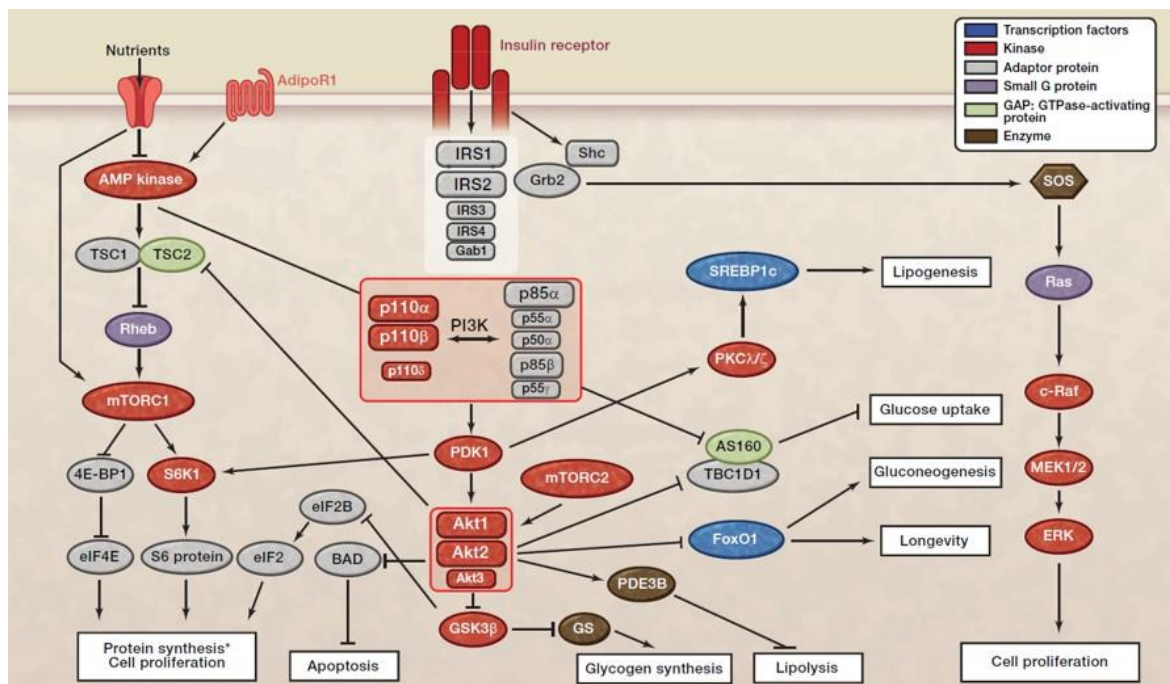 Nutrients
AdipoR1
Insulin receptor
Transcription factors
Kinase
Adaptor protein
Small G protein
GAP: GTPase-activating
protein
Enzyme
AMP kinase
IRS1
IRS2
IRS3
IRS4
Gab1
Shc
Grb2
SOS
TSC1
TSC2
SREBP1c
Lipogenesis
Ras
p110α
p110β
p110δ
PI3K
p85α
p55α
p50α
p85β
p55γ
Rheb
PKCλ/ζ
mTORC1
c-Raf
Glucose uptake
AS160
TBC1D1
PDK1
4E-BP1
S6K1
mTORC2
Gluconeogenesis
MEK1/2
eIF2B
Akt1
Akt2
Akt3
FoxO1
Longevity
ERK
eIF4E
S6 protein
eIF2
BAD
PDE3B
GSK3β
GS
Protein synthesis*
Cell proliferation
Apoptosis
Glycogen synthesis
Lipolysis
Cell proliferation